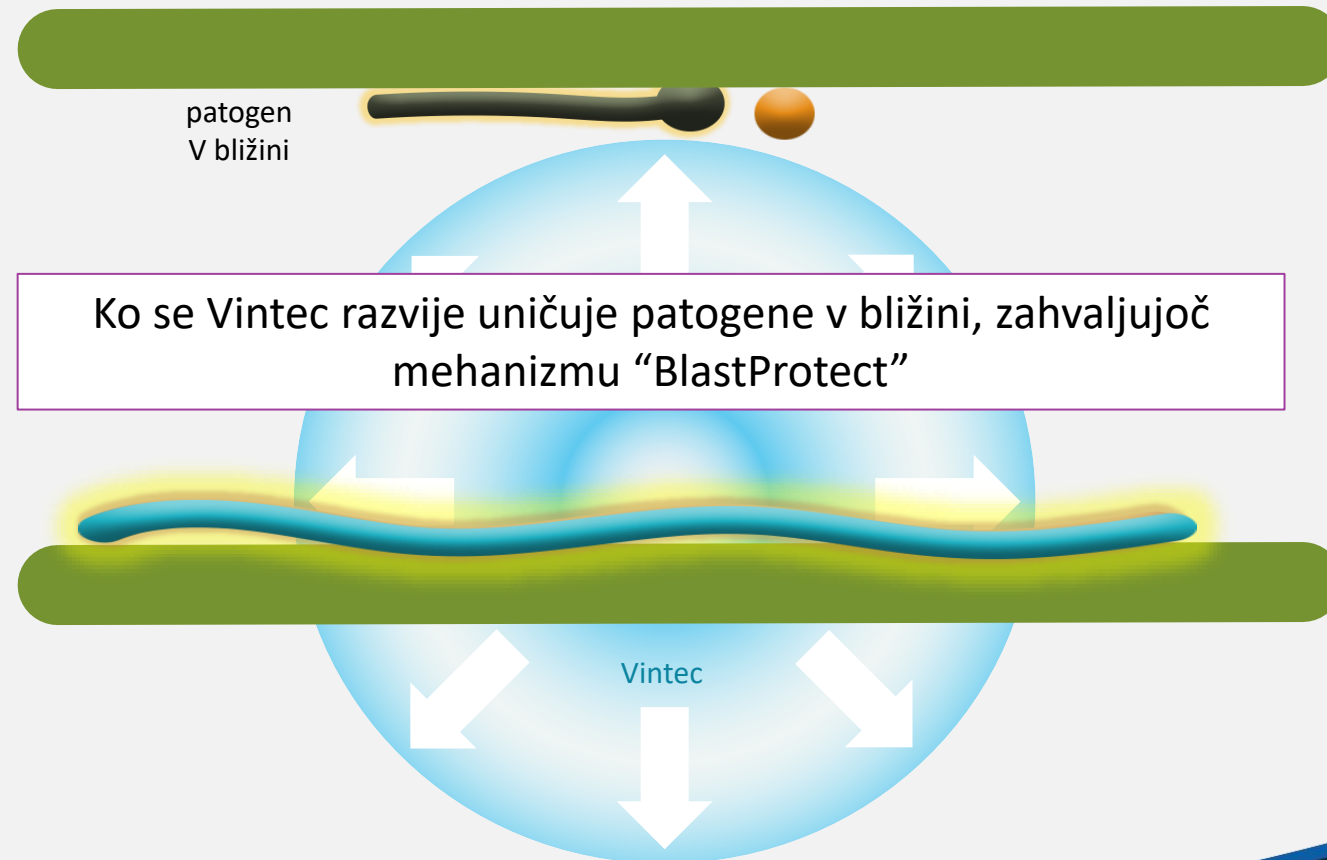 patogen
V bližini
Ko se Vintec razvije uničuje patogene v bližini, zahvaljujoč
mehanizmu “BlastProtect”
Vintec